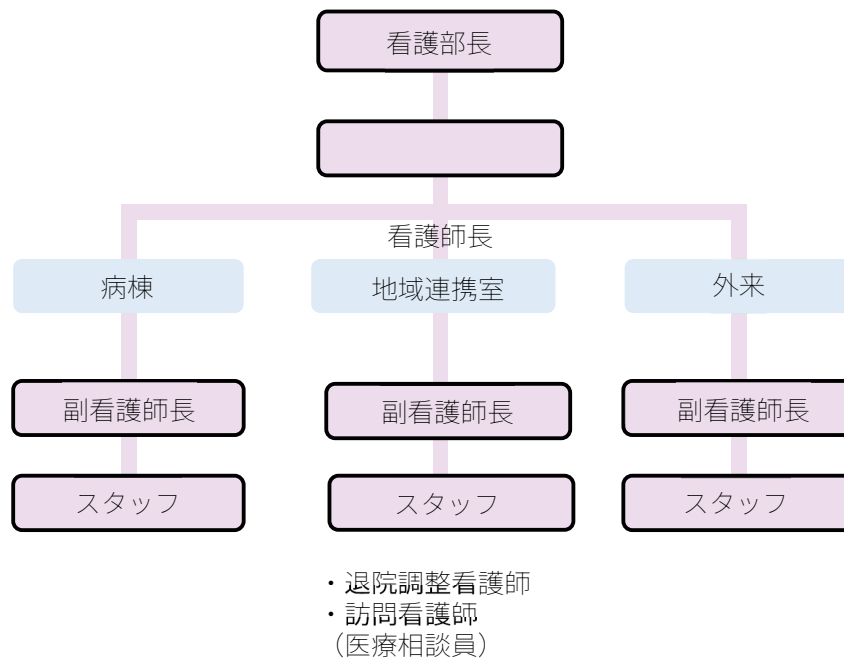 看護部長
看護師長
病棟
地域連携室
外来
副看護師長
副看護師長
副看護師長
スタッフ
スタッフ
スタッフ
・退院調整看護師
・訪問看護師
（医療相談員）